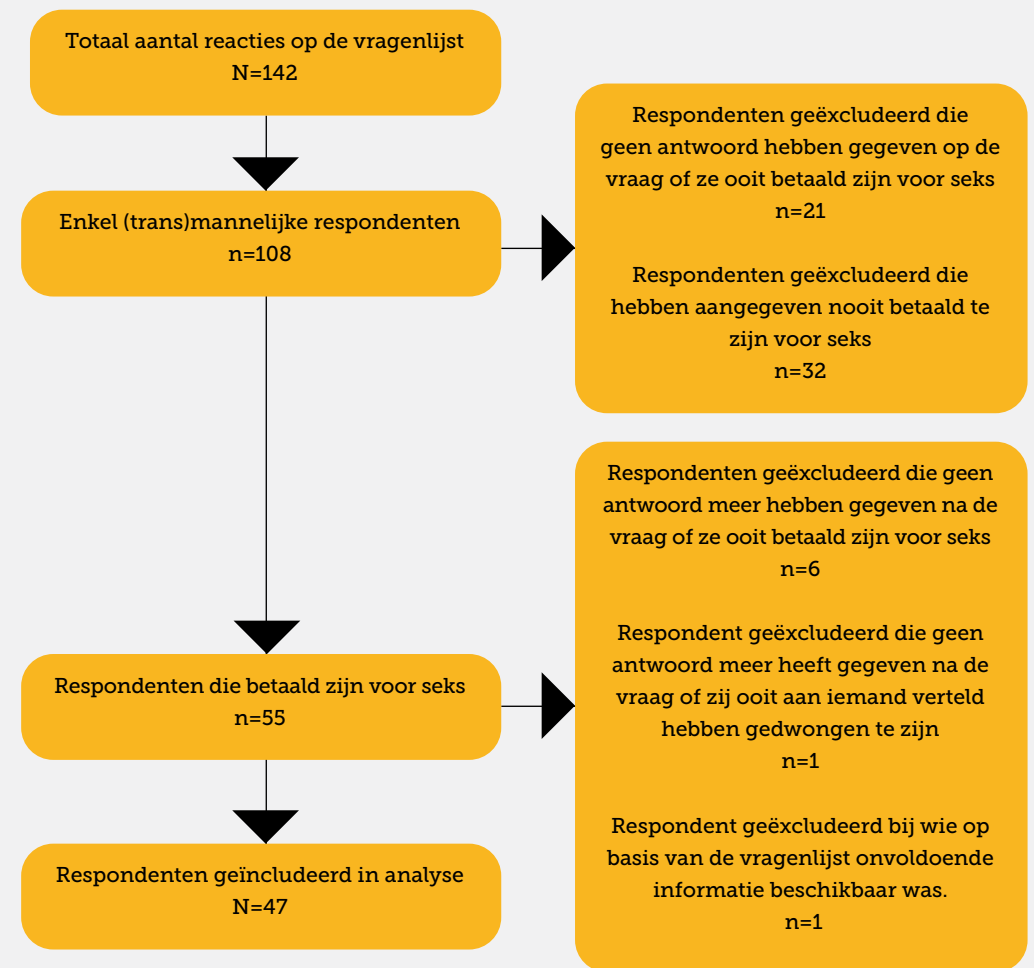 Totaal aantal reacties op de vragenlijst
N=142
Enkel (trans)mannelijke respondenten
n=108
Respondenten geëxcludeerd die
geen antwoord hebben gegeven op de
vraag of ze ooit betaald zijn voor seks
n=21
Respondenten geëxcludeerd die
hebben aangegeven nooit betaald te
zijn voor seks
n=32
Respondenten die betaald zijn voor seks
n=55
Respondenten geëxcludeerd die geen
antwoord meer hebben gegeven na de
vraag of ze ooit betaald zijn voor seks
n=6
Respondent geëxcludeerd die geen
antwoord meer heeft gegeven na de
vraag of zij ooit aan iemand verteld
hebben gedwongen te zijn
n=1
Respondent geëxcludeerd bij wie op
basis van de vragenlijst onvoldoende
informatie beschikbaar was.
n=1
Respondenten geïncludeerd in analyse
N=47